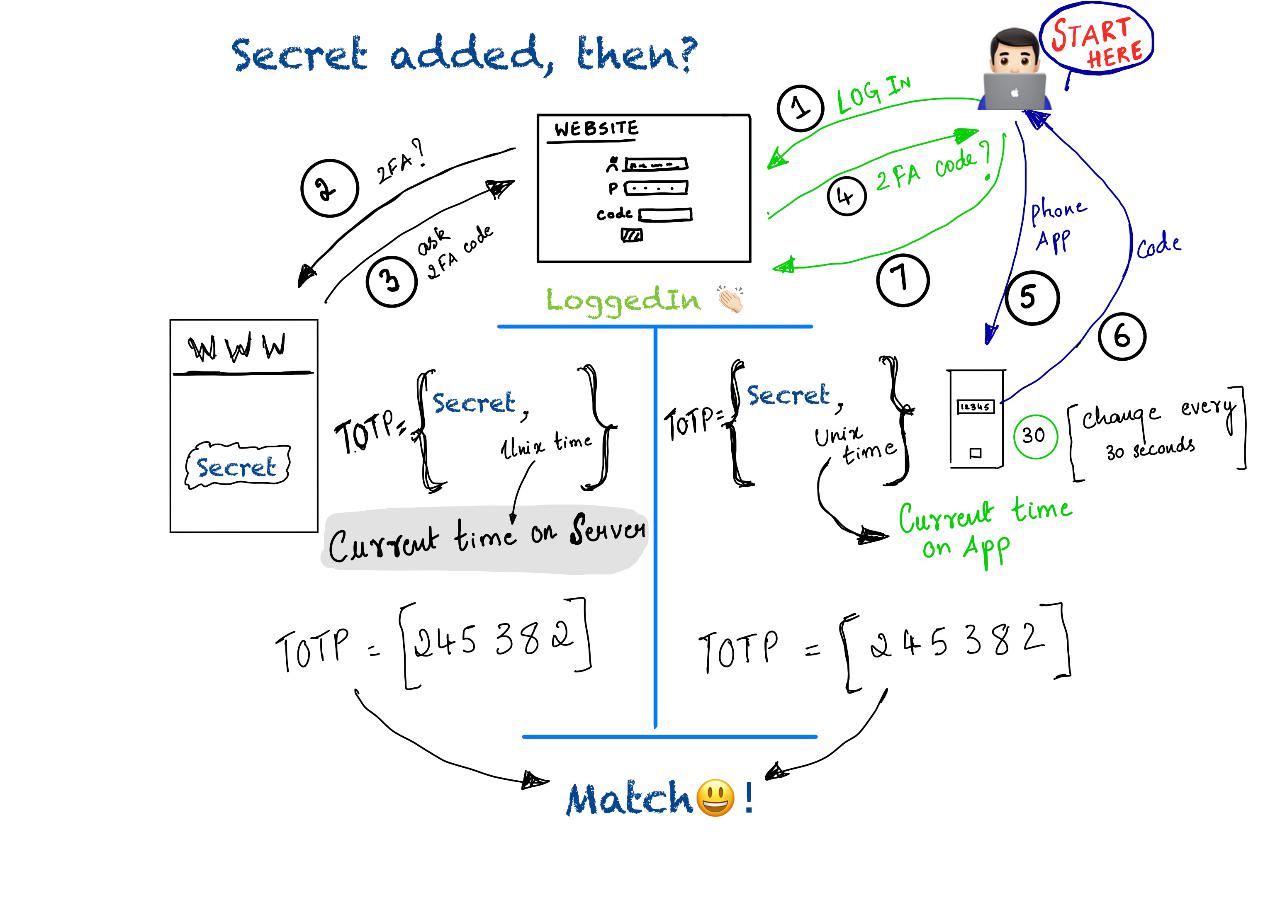 Secret added, then?
START
HERE
1
LOG IN
WEBSITE
P
Code
2
2FA?
3
ask
2FA code
4
2FA code?
7
Phone
APP
5
Code
6
LoggedIn 👏🏻
WWW
Secret
TOTP = { Secret,
Unix time }
Current time on Server
TOTP = { Secret,
Unix
time }
Current time
on App
12345
30
[Change every
30 seconds]
TOTP = [245 382]
TOTP = [245382]
Match😃!